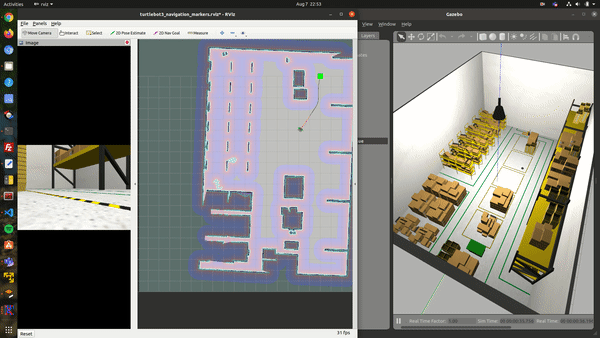 Activities
RViz
Aug 7 22:53
turtlebot3_navigation_markers.rviz* - RViz
Gazebo
File Panels Help
View Window Help
Move Camera Interact Select 2D Pose Estimate 2D Nav Goal Measure
Layers
Image
Real Time Factor:
Sim Time:
Real Time:
Reset
31 fps